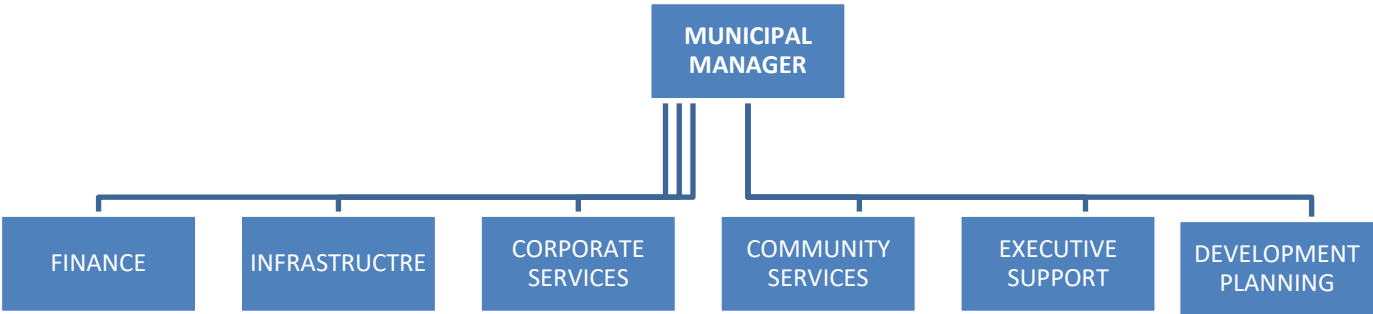 MUNICIPAL
MANAGER
FINANCE
INFRASTRUCTRE
CORPORATE
SERVICES
COMMUNITY
SERVICES
EXECUTIVE
SUPPORT
DEVELOPMENT
PLANNING